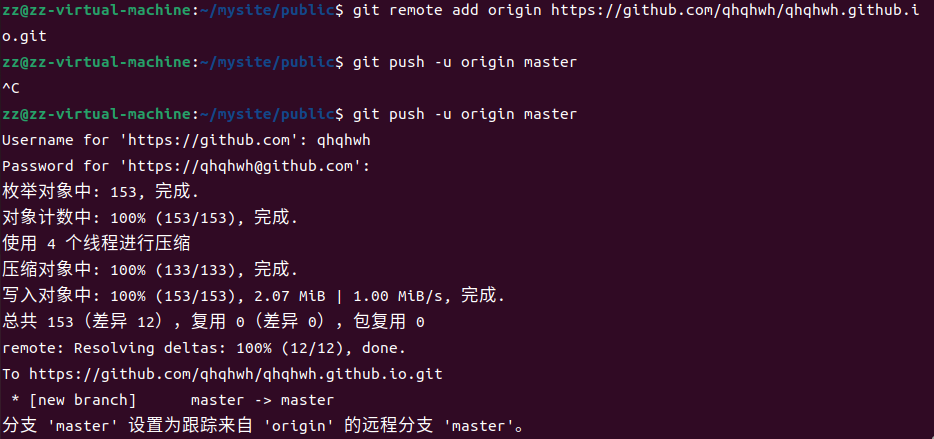 zz@zz-virtual-machine:~/mysite/public$ git remote add origin https://github.com/qhqhwh/qhqhwh.github.i
o.git
zz@zz-virtual-machine:~/mysite/public$ git push -u origin master
^C
zz@zz-virtual-machine:~/mysite/public$ git push -u origin master
Username for 'https://github.com': qhqhwh
Password for 'https://qhqhwh@github.com':
枚举对象中: 153, 完成.
对象计数中: 100% (153/153), 完成.
使用 4 个线程进行压缩
压缩对象中: 100% (133/133), 完成.
写入对象中: 100% (153/153), 2.07 MiB | 1.00 MiB/s, 完成.
总共 153（差异 12），复用 0（差异 0），包复用 0
remote: Resolving deltas: 100% (12/12), done.
To https://github.com/qhqhwh/qhqhwh.github.io.git
 * [new branch]      master -> master
分支 'master' 设置为跟踪来自 'origin' 的远程分支 'master'。